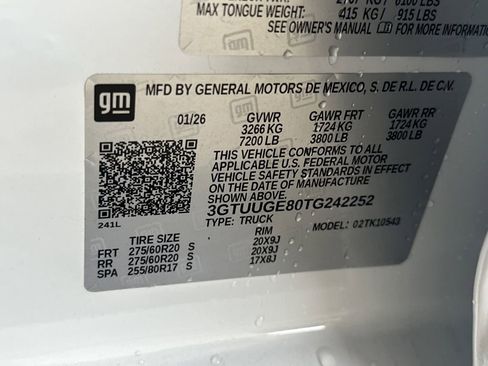 2767 KG / 6100 LBS
MAX TONGUE WEIGHT: 415 KG / 915 LBS
SEE OWNER'S MANUAL FOR MORE INFORMATION
gm
MFD BY GENERAL MOTORS DE MEXICO, S. DE R.L. DE C.V.
01/26 GVWR GAWR FRT GAWR RR
3266 KG 1724 KG 1724 KG
7200 LB 3800 LB 3800 LB
THIS VEHICLE CONFORMS TO ALL
APPLICABLE U.S. FEDERAL MOTOR
VEHICLE SAFETY STANDARDS IN EFFECT
ON THE DATE OF MANUFACTURE SHOWN ABOVE.
3GTUUGE80TG242252
TYPE: TRUCK MODEL: 02TK10543
241L
TIRE SIZE RIM
FRT 275/60R20 S 20X9J
RR 275/60R20 S 20X9J
SPA 255/80R17 S 17X8J